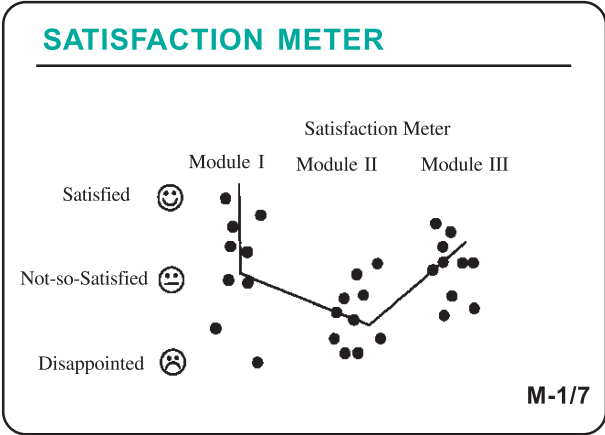 SATISFACTION METER
Satisfaction Meter
Module I Module II Module III
Satisfied
Not-so-Satisfied
Disappointed
M-1/7